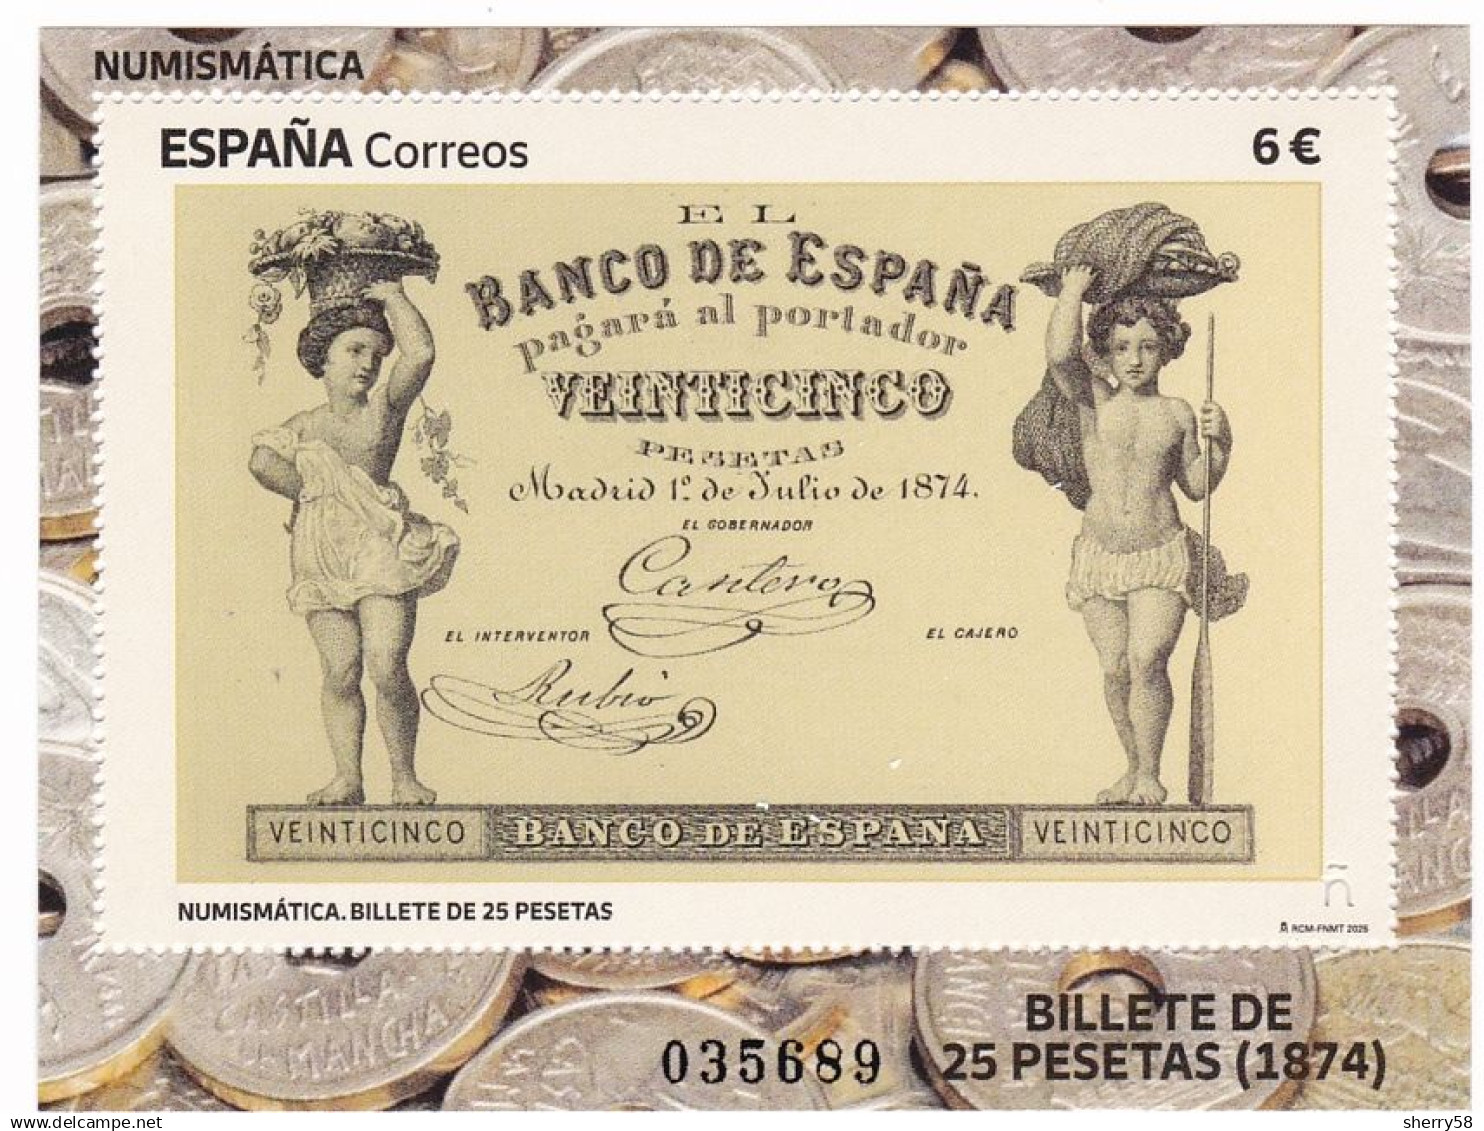 NUMISMÁTICA
ESPAÑA Correos 6 €
EL
BANCO DE ESPAÑA
pagará al portador
VEINTICINCO
PESETAS
Madrid 1º de Julio de 1874.
EL GOBERNADOR
Cantero
EL INTERVENTOR EL CAJERO
Rubio
VEINTICINCO BANCO DE ESPAÑA VEINTICINCO
ñ
NUMISMÁTICA. BILLETE DE 25 PESETAS
RCM-FNMT 2025
CASTILLA
MANCHA
BILLETE DE
035689 25 PESETAS (1874)
delcampe.net sherry58